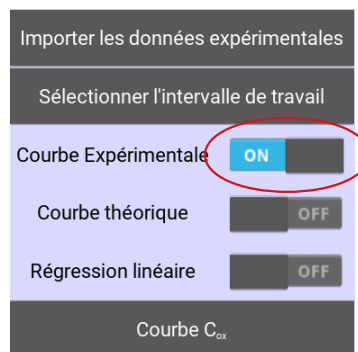 Importer les données expérimentales
Sélectionner l'intervalle de travail
Courbe Expérimentale ON
Courbe théorique OFF
Régression linéaire OFF
Courbe Cox